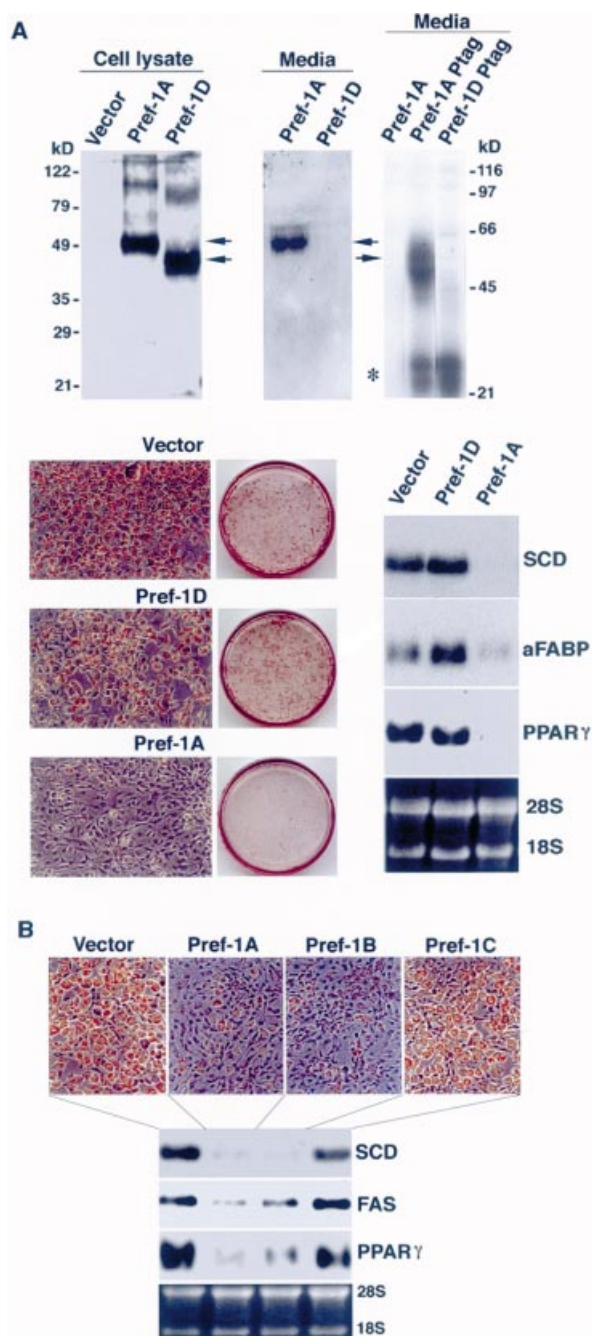 A
Cell lysate
Media
Media
Vector
Pref-1A
Pref-1D
Pref-1A
Pref-1D
Pref-1A
Pref-1A Ptag
Pref-1D Ptag
kD
122-
79-
49-
35-
29-
21-
kD
-116
-97
-66
-45
-21
*
Vector
Pref-1D
Pref-1A
Vector
Pref-1D
Pref-1A
SCD
aFABP
PPARγ
28S
18S
B
Vector
Pref-1A
Pref-1B
Pref-1C
SCD
FAS
PPARγ
28S
18S